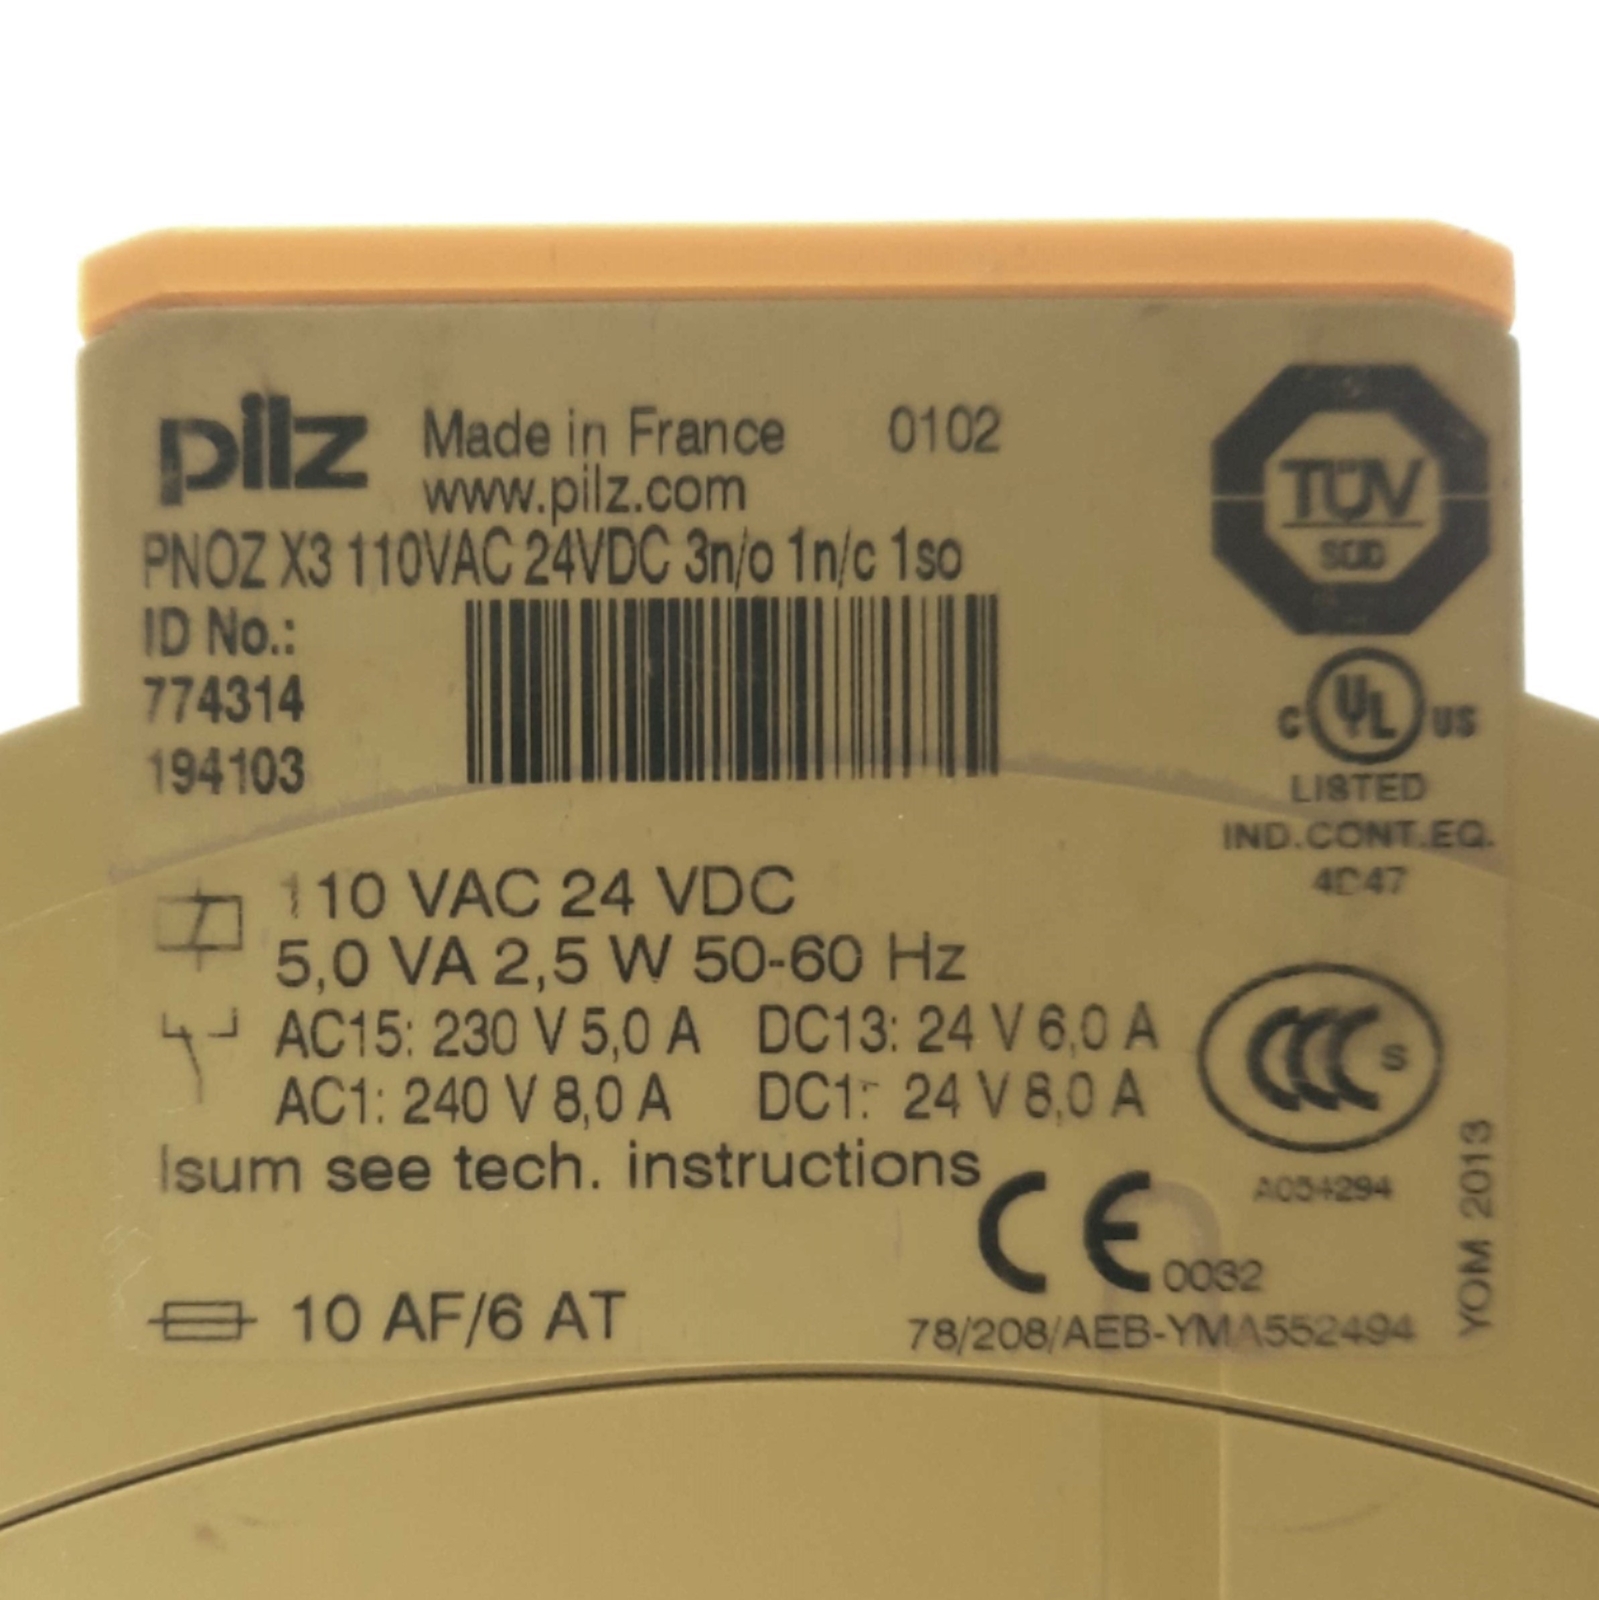 pilz Made in France 0102
www.pilz.com
PNOZ X3 110VAC 24VDC 3n/o 1n/c 1so
ID No.:
774314
194103
TÜV
C UL US
LISTED
IND.CONT.EQ.
110 VAC 24 VDC
5,0 VA 2,5 W 50-60 Hz
AC15: 230 V 5,0 A DC13: 24 V 6,0 A
AC1: 240 V 8,0 A DC1: 24 V 8,0 A
Isum see tech. instructions
CCC S
A054294
CE 0032
10 AF/6 AT
78/208/AEB-YMA552494
YOM 2013